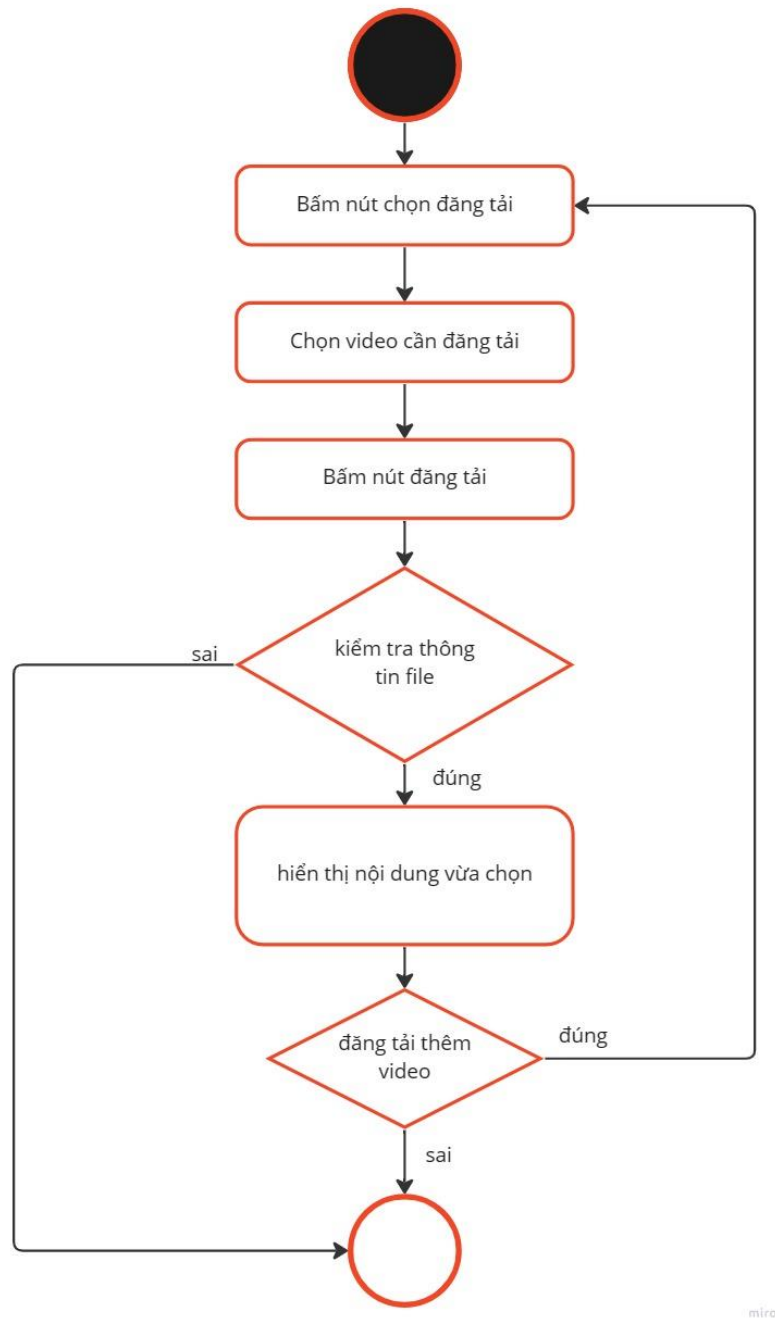 Bấm nút chọn đăng tải
Chọn video cần đăng tải
Bấm nút đăng tải
sai
kiểm tra thông
tin file
đúng
hiển thị nội dung vừa chọn
đăng tải thêm
video
đúng
sai
miro